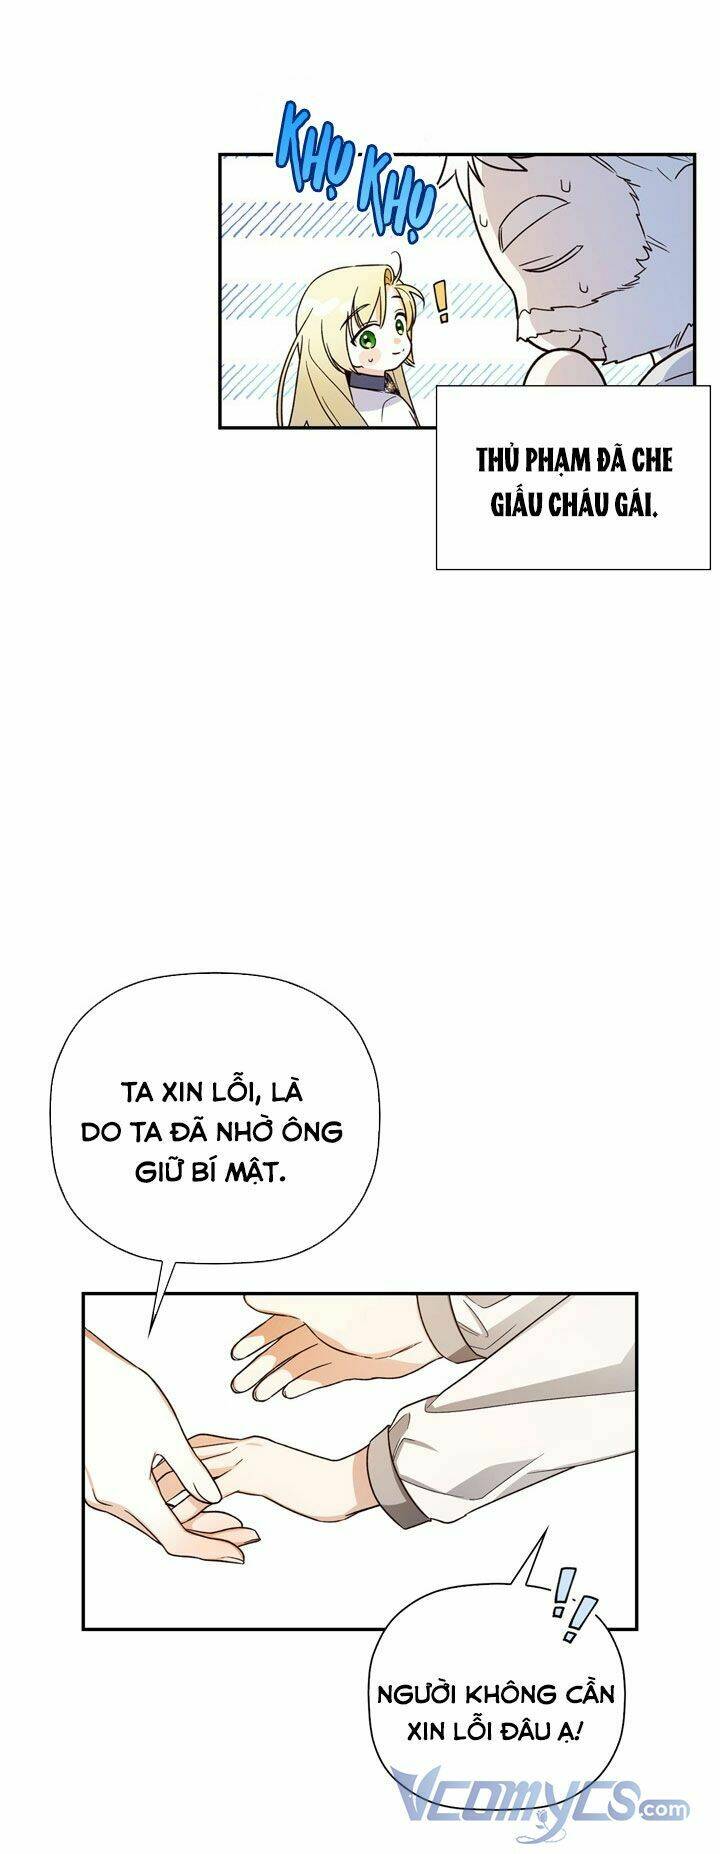 KHỤ KHỤ
THỦ PHẠM ĐÃ CHE
GIẤU CHÁU GÁI.
TA XIN LỖI, LÀ
DO TA ĐÃ NHỜ ÔNG
GIỮ BÍ MẬT.
NGƯỜI KHÔNG CẦN
XIN LỖI ĐÂU Ạ!
VCOMYCS.com